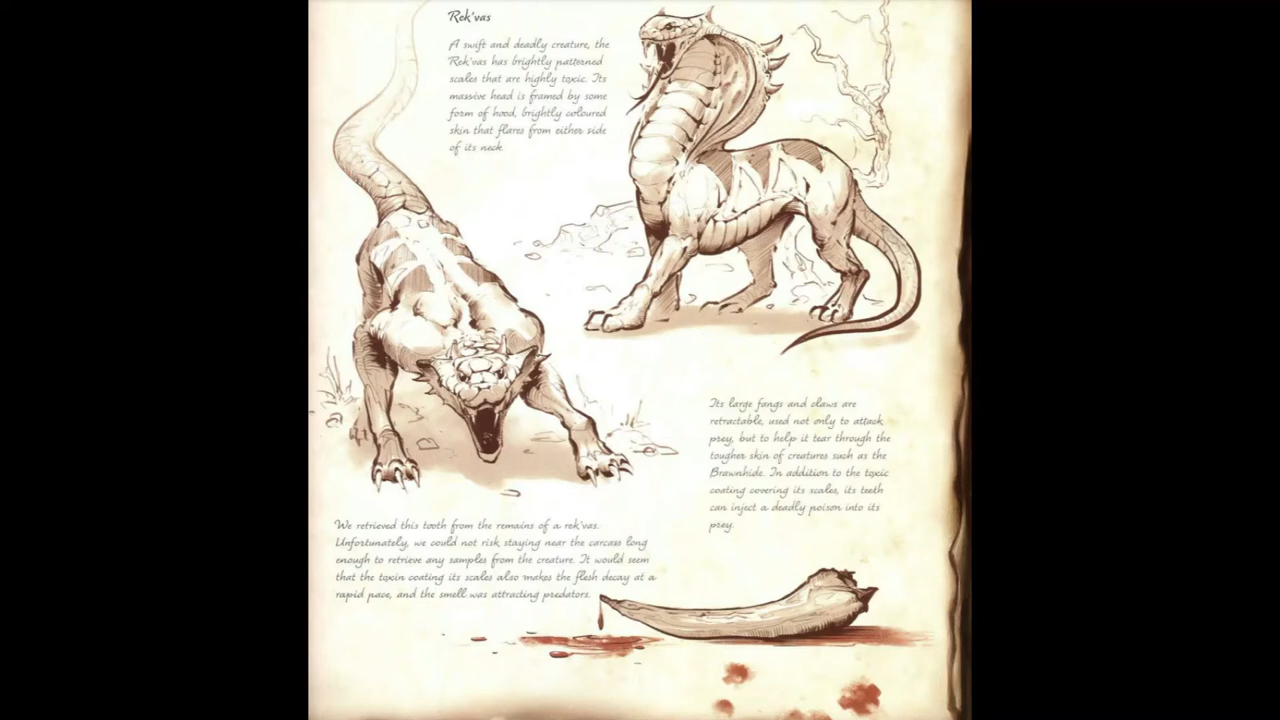 Rek'vas
A swift and deadly creature, the
Rek'vas has brightly patterned
scales that are highly toxic. Its
massive head is framed by some
form of hood, brightly coloured
skin that flares from either side
of its neck.
Its large fangs and claws are
retractable, used not only to attack
prey, but to help it tear through the
tougher skin of creatures such as the
Brawnhide. In addition to the toxic
coating covering its scales, its teeth
can inject a deadly poison into its
prey.
We retrieved this tooth from the remains of a rek'vas.
Unfortunately, we could not risk staying near the carcass long
enough to retrieve any samples from the creature. It would seem
that the toxin coating its scales also makes the flesh decay at a
rapid pace, and the smell was attracting predators.